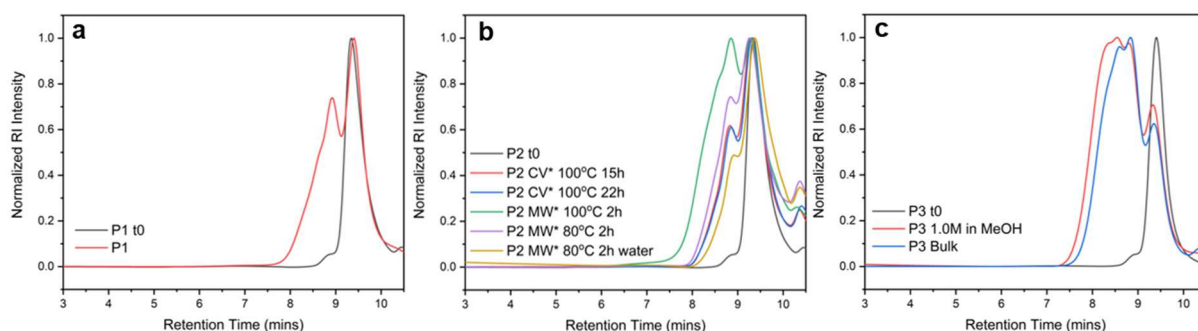 a
Normalized RI Intensity
1.0
0.8
0.6
0.4
0.2
0.0
P1 t0
P1
3 4 5 6 7 8 9 10
Retention Time (mins)
b
Normalized RI Intensity
1.0
0.8
0.6
0.4
0.2
0.0
P2 t0
P2 CV* 100°C 15h
P2 CV* 100°C 22h
P2 MW* 100°C 2h
P2 MW* 80°C 2h
P2 MW* 80°C 2h water
3 4 5 6 7 8 9 10
Retention Time (mins)
c
Normalized RI Intensity
1.0
0.8
0.6
0.4
0.2
0.0
P3 t0
P3 1.0M in MeOH
P3 Bulk
3 4 5 6 7 8 9 10
Retention Time (mins)